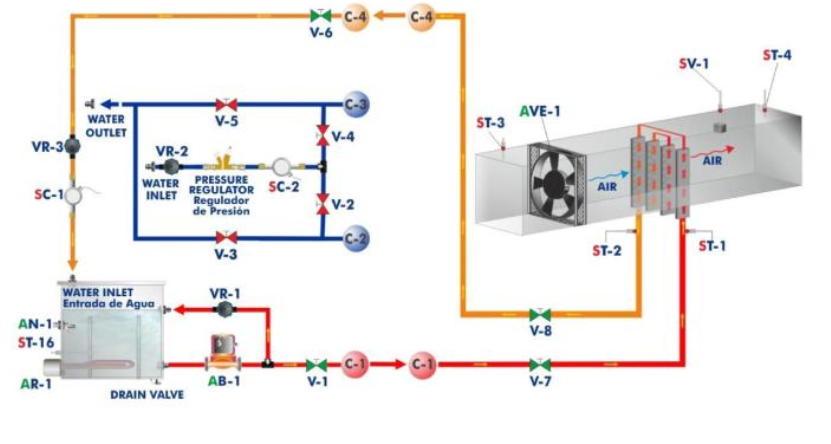 C-4
C-4
V-6
SV-1
ST-4
C-3
WATER
OUTLET
V-5
AVE-1
ST-3
V-4
VR-3
VR-2
AIR
WATER
INLET
PRESSURE
REGULATOR
Regulador
de Presión
SC-2
AIR
SC-1
V-2
C-2
V-3
ST-2
ST-1
WATER INLET
Entrada de Agua
VR-1
AN-1
ST-16
V-8
AR-1
AB-1
V-1
C-1
C-1
V-7
DRAIN VALVE